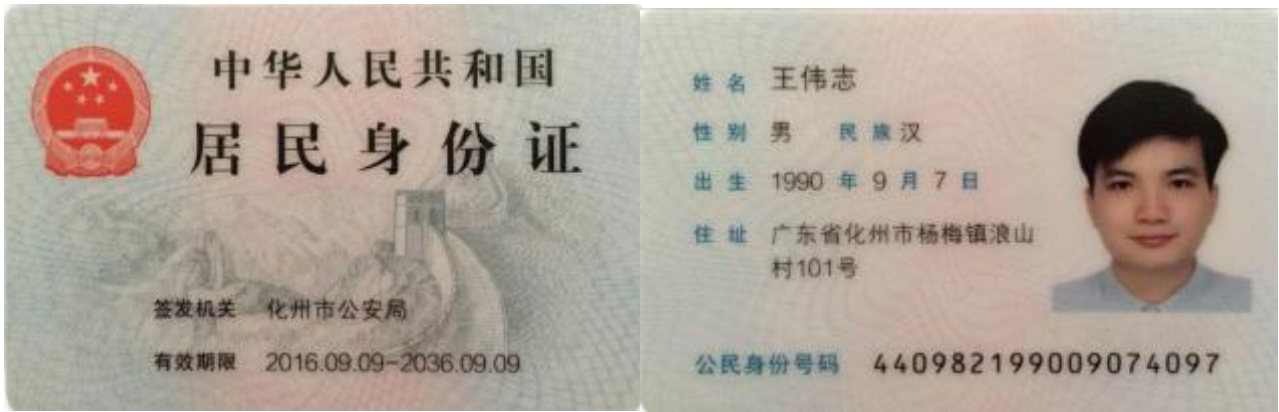 中华人民共和国
居民身份证
签发机关 化州市公安局
有效期限 2016.09.09-2036.09.09
姓名 王伟志
性别 男 民族 汉
出生 1990 年 9 月 7 日
住址 广东省化州市杨梅镇浪山
村101号
公民身份号码 440982199009074097